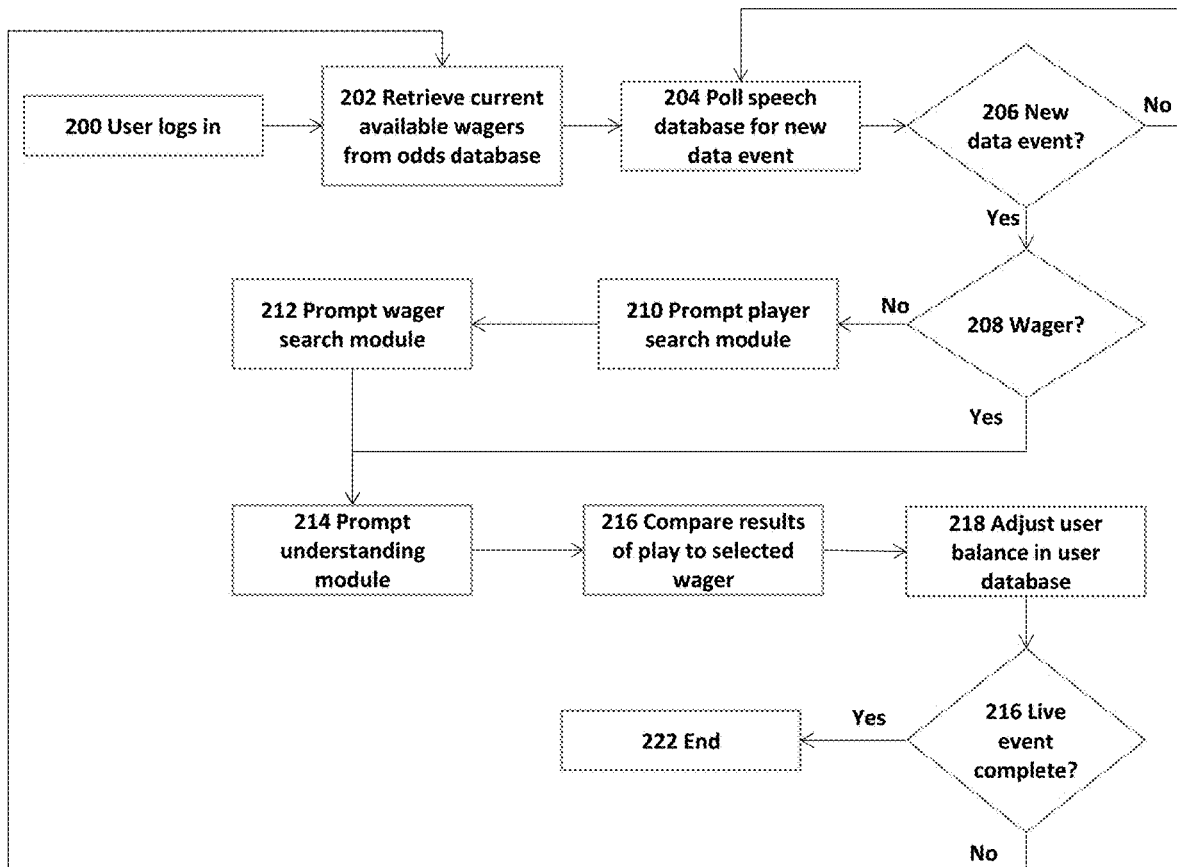 200 User logs in
202 Retrieve current
available wagers
from odds database
204 Poll speech
database for new
data event
206 New
data event?
No
Yes
208 Wager?
No
210 Prompt player
search module
212 Prompt wager
search module
Yes
214 Prompt
understanding
module
216 Compare results
of play to selected
wager
218 Adjust user
balance in user
database
216 Live
event
complete?
Yes
222 End
No